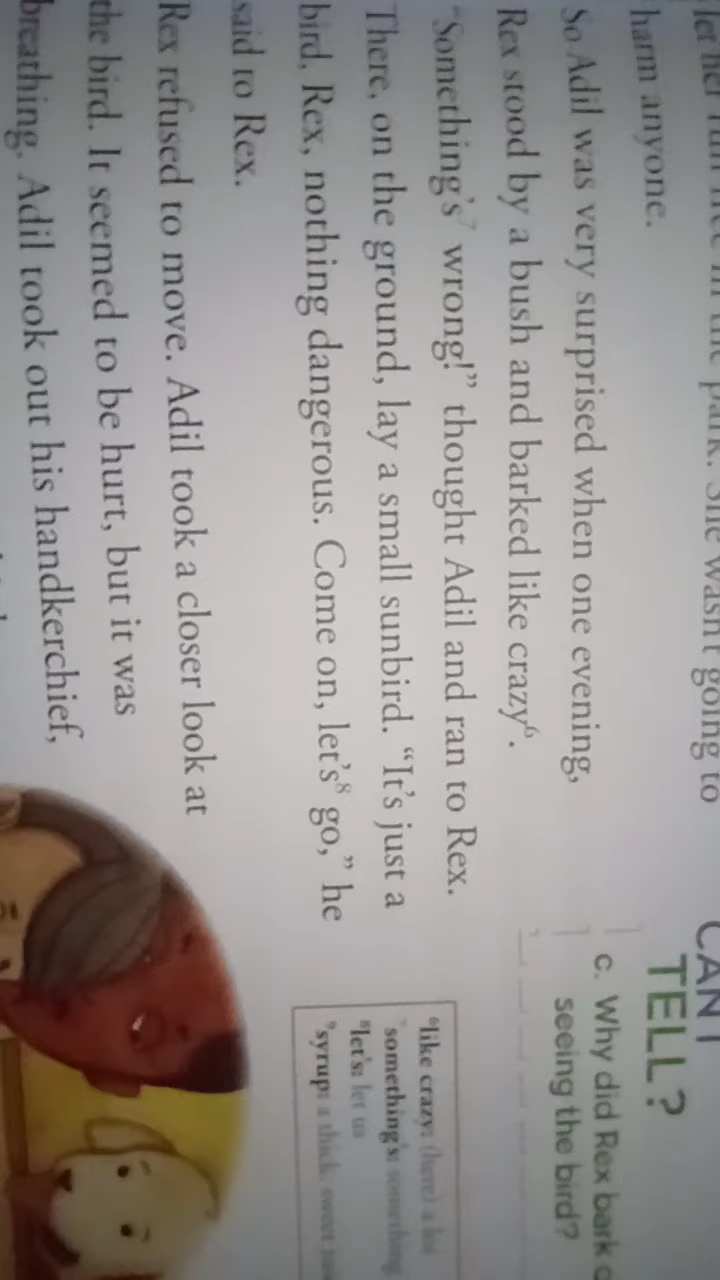 let her run free in the park. She wasn't going to
harm anyone.
So Adil was very surprised when one evening,
Rex stood by a bush and barked like crazy⁶.
"Something's⁷ wrong!" thought Adil and ran to Rex.
There, on the ground, lay a small sunbird. "It's just a
bird, Rex, nothing dangerous. Come on, let's⁸ go," he
said to Rex.
Rex refused to move. Adil took a closer look at
the bird. It seemed to be hurt, but it was
breathing. Adil took out his handkerchief,
CAN
TELL?
c. Why did Rex bark
seeing the bird?
⁶like crazy: (here) a lot
⁷something's: something
⁸let's: let us
⁹syrup: a thick, sweet